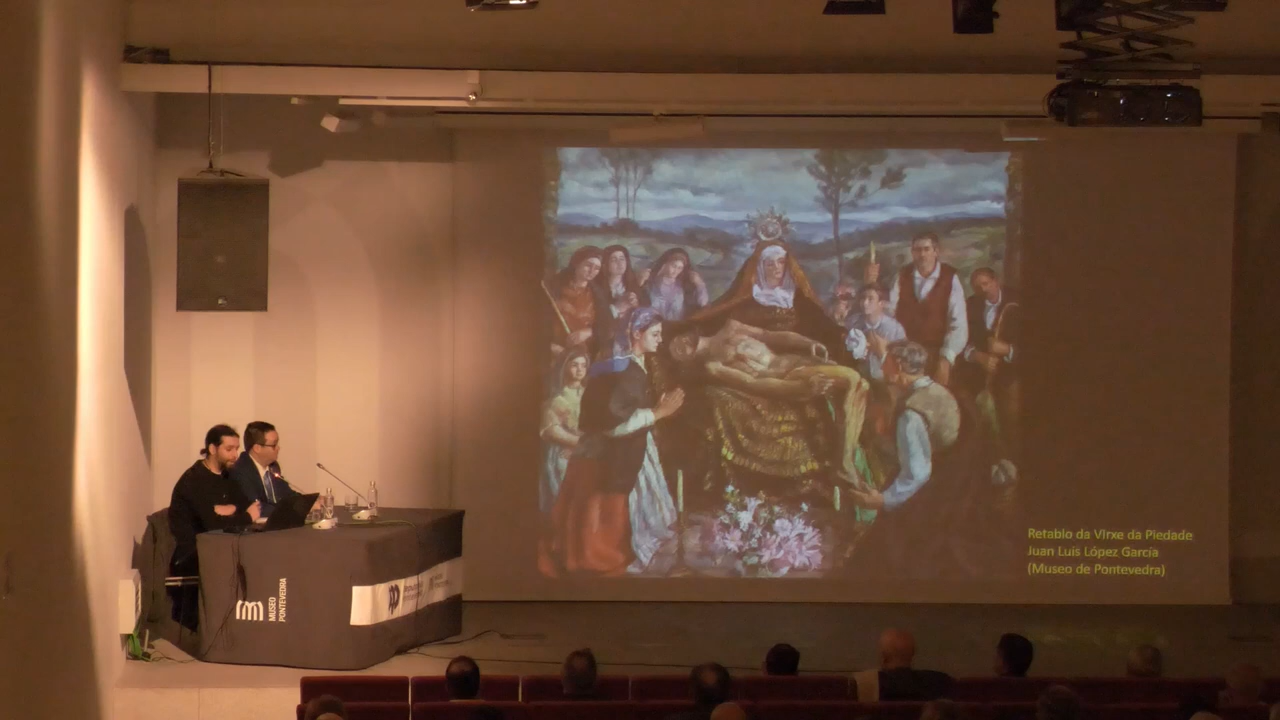 Retablo da Virxe da Piedade
Juan Luis López García
(Museo de Pontevedra)
MUSEO
PONTEVEDRA